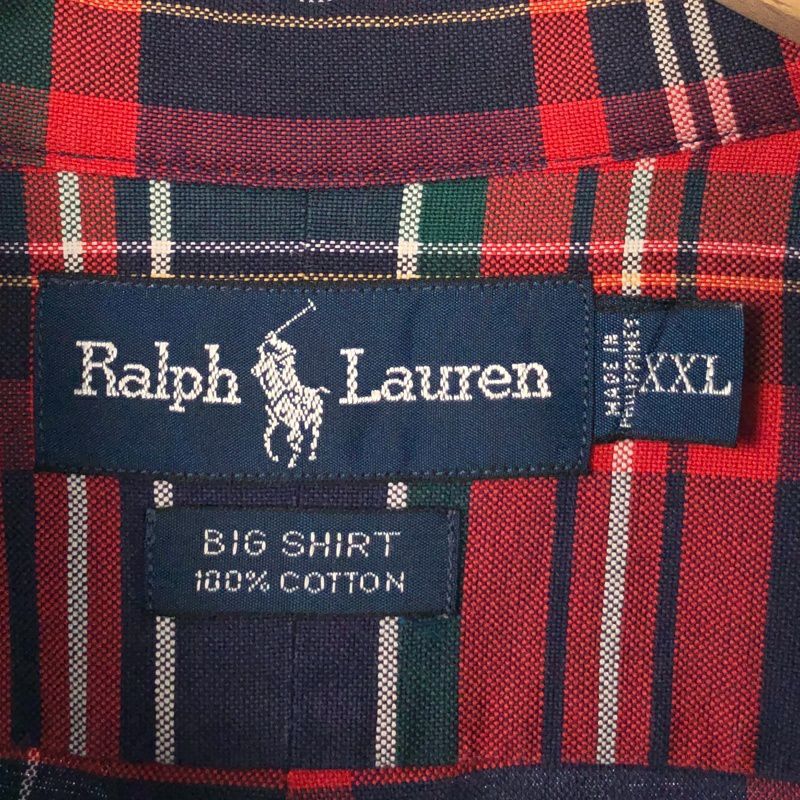 Ralph Lauren
MADE IN
PHILIPPINES
XXL
BIG SHIRT
100% COTTON